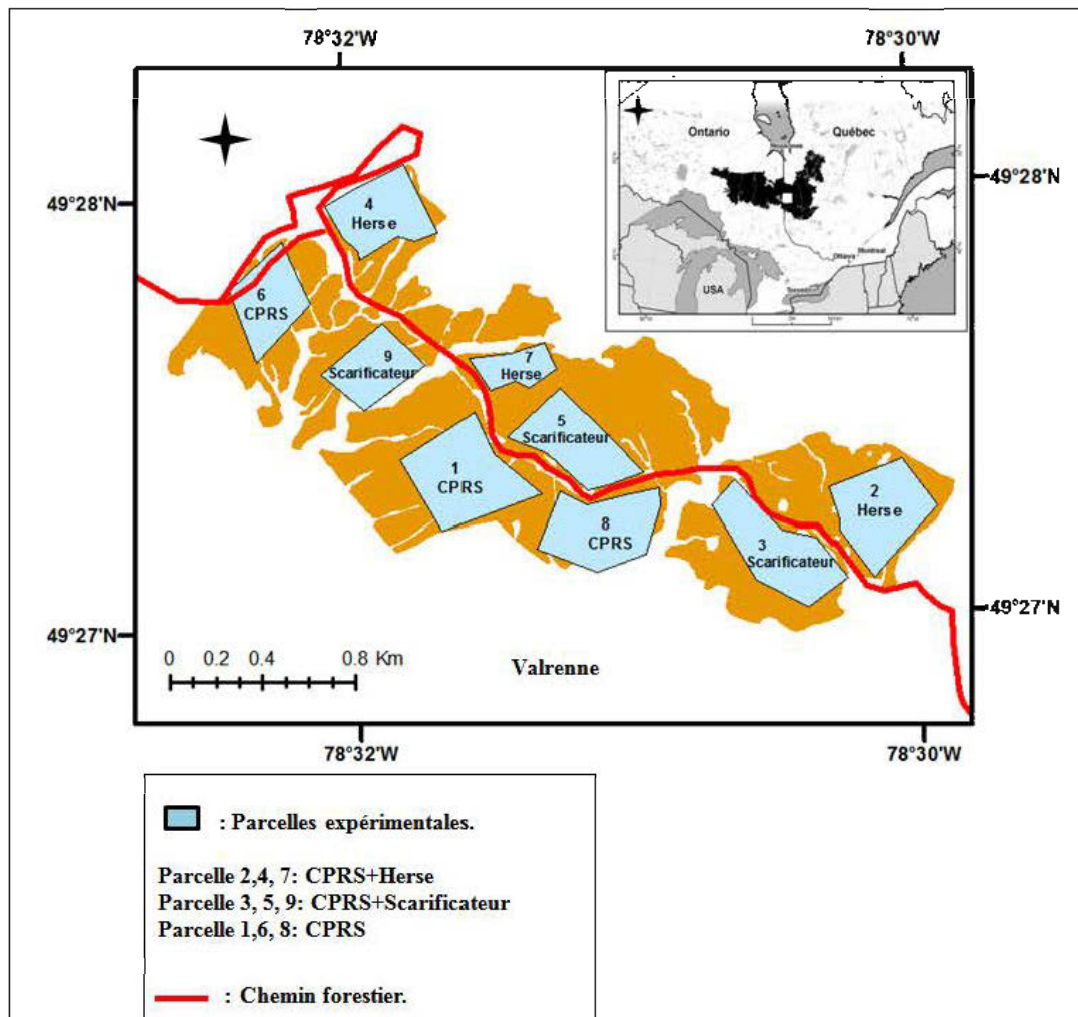 78°32'W
78°30'W
49°28'N
49°28'N
Ontario
Québec
Ottawa
Montréal
USA
4
Herse
6
CPRS
9
Scarificateur
7
Herse
5
Scarificateur
1
CPRS
8
CPRS
2
Herse
3
Scarificateur
49°27'N
49°27'N
0 0.2 0.4 0.8 Km
Valrenne
78°32'W
78°30'W
: Parcelles expérimentales.
Parcelle 2,4, 7: CPRS+Herse
Parcelle 3, 5, 9: CPRS+Scarificateur
Parcelle 1,6, 8: CPRS
: Chemin forestier.